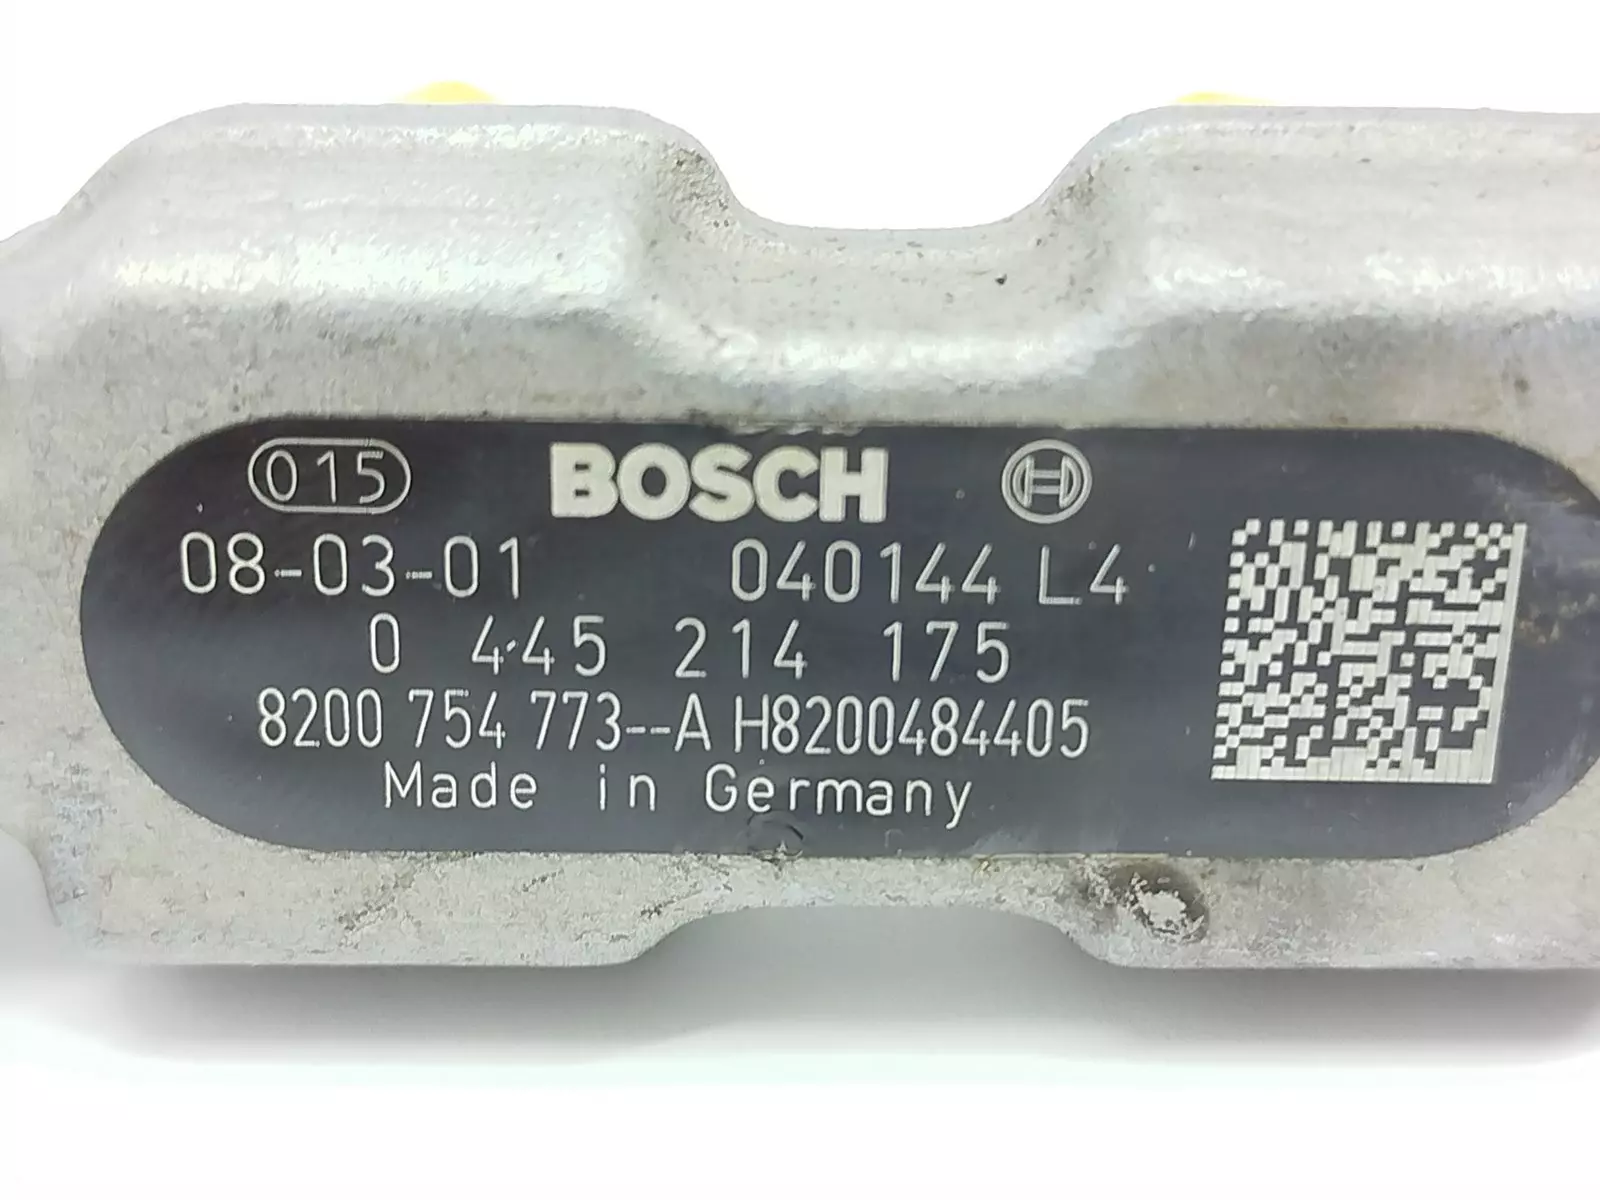 015 BOSCH
08-03-01 040144 L4
0 445 214 175
8200 754 773--A H8200484405
Made in Germany